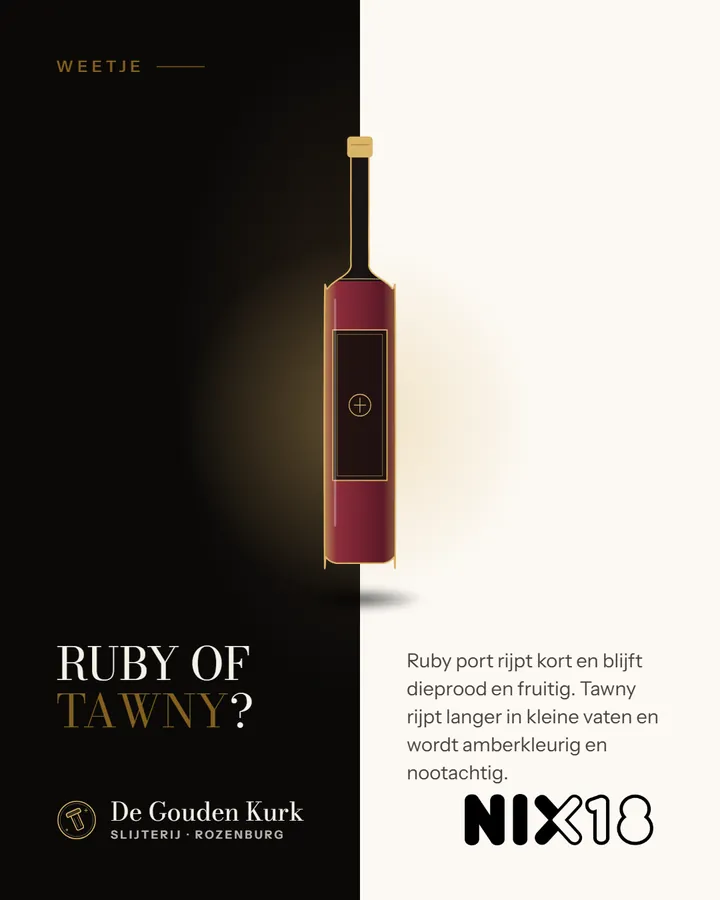 WEETJE
RUBY OF
TAWNY?
Ruby port rijpt kort en blijft
dieprood en fruitig. Tawny
rijpt langer in kleine vaten en
wordt amberkleurig en
nootachtig.
De Gouden Kurk
SLIJTERIJ · ROZENBURG
NIX18